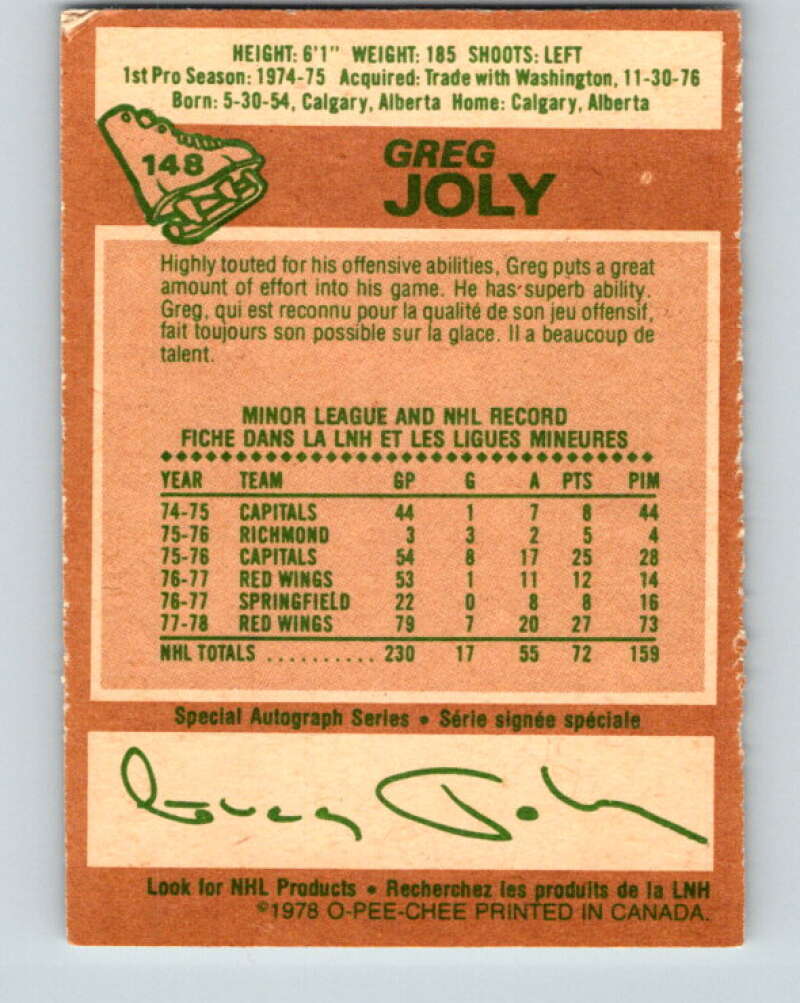 HEIGHT: 6'1" WEIGHT: 185 SHOOTS: LEFT
1st Pro Season: 1974-75 Acquired: Trade with Washington, 11-30-76
Born: 5-30-54, Calgary, Alberta Home: Calgary, Alberta
148
GREG
JOLY
Highly touted for his offensive abilities, Greg puts a great
amount of effort into his game. He has superb ability.
Greg, qui est reconnu pour la qualité de son jeu offensif,
fait toujours son possible sur la glace. Il a beaucoup de
talent.
MINOR LEAGUE AND NHL RECORD
FICHE DANS LA LNH ET LES LIGUES MINEURES
YEAR TEAM GP G A PTS PIM
74-75 CAPITALS 44 1 7 8 44
75-76 RICHMOND 3 3 2 5 4
75-76 CAPITALS 54 8 17 25 28
76-77 RED WINGS 53 1 11 12 14
76-77 SPRINGFIELD 22 0 8 8 16
77-78 RED WINGS 79 7 20 27 73
NHL TOTALS .......... 230 17 55 72 159
Special Autograph Series • Série signée spéciale
Greg Joly
Look for NHL Products • Recherchez les produits de la LNH
©1978 O-PEE-CHEE PRINTED IN CANADA.